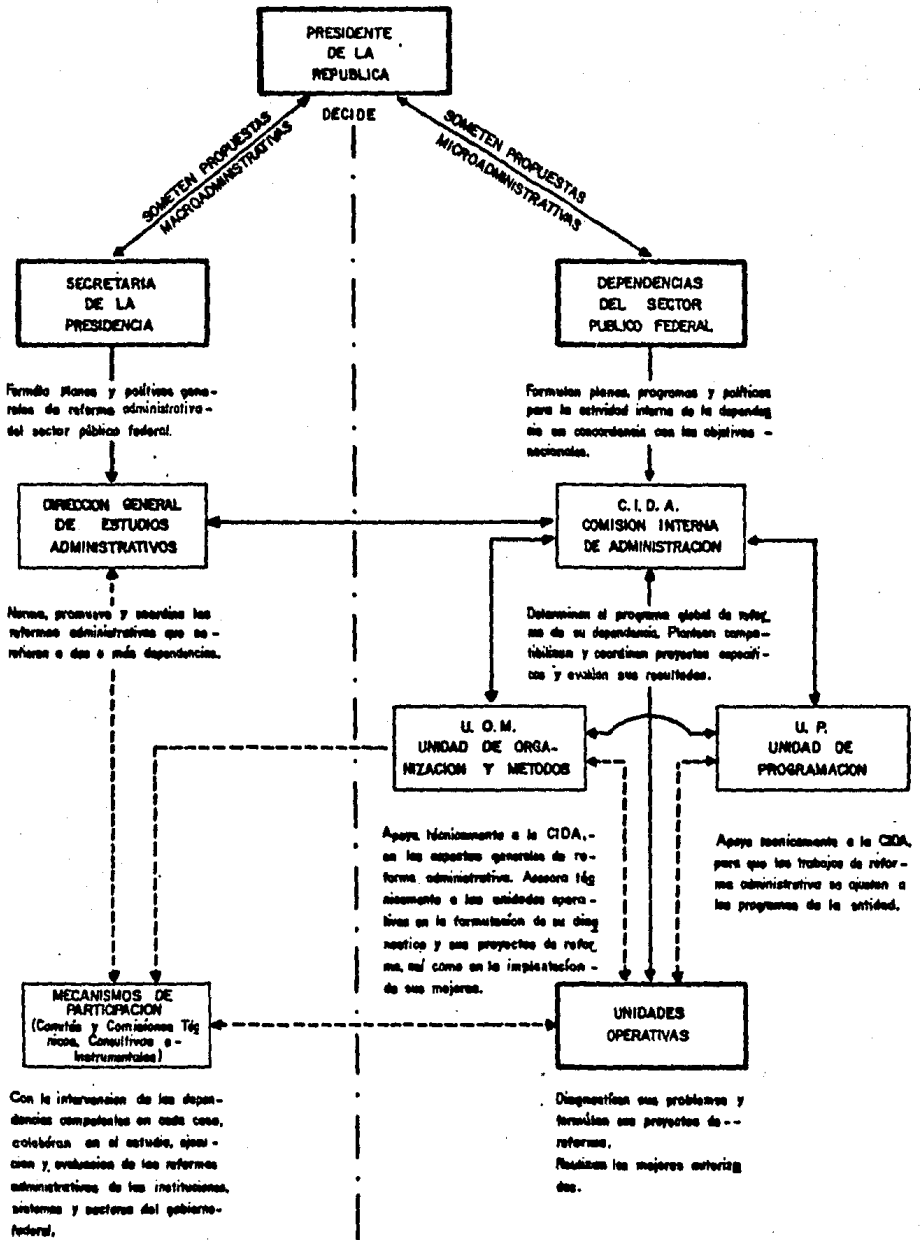 PRESIDENTE
DE LA
REPUBLICA
DECIDE
SOMETEN PROPUESTAS
MACROADMINISTRATIVAS
SOMETEN PROPUESTAS
MICROADMINISTRATIVAS
SECRETARIA
DE LA
PRESIDENCIA
DEPENDENCIAS
DEL SECTOR
PUBLICO FEDERAL
Formúla planes y políticas gene-
rales de reforma administrativa-
del sector público federal.
Formulan planes, programas y políticas
para la actividad interna de la dependen
cia en concordancia con los objetivos -
nacionales.
DIRECCION GENERAL
DE ESTUDIOS
ADMINISTRATIVOS
C. I. D. A.
COMISION INTERNA
DE ADMINISTRACION
Norma, promueve y coordina las
reformas administrativas que se-
refieren a dos o más dependencias.
Determinan el programa global de refor
ma de su dependencia. Plantean compa-
tibilizan y coordinan proyectos especifi-
cos y evalúan sus resultados.
U. O. M.
UNIDAD DE ORGA-
NIZACION Y METODOS
U. P.
UNIDAD DE
PROGRAMACION
Apoya técnicamente a la CIDA,-
en los aspectos generales de re-
forma administrativa. Asesora téc
nicamente a las unidades opera-
tivas en la formulación de su diag
nostico y sus proyectos de refor
ma, así como en la implantación -
de sus mejoras.
Apoya tecnicamente a la CIDA,
para que los trabajos de refor-
ma administrativa se ajusten a
los programas de la entidad.
MECANISMOS DE
PARTICIPACION
(Comités y Comisiones Téc
nicos, Consultivos e-
Instrumentales)
UNIDADES
OPERATIVAS
Con la intervencion de las depen-
dencias competentes en cada caso,
colabóran en el estudio, ejecu-
cion y evaluacion de las reformas
administrativas de las instituciones,
sistemas y sectores del gobierno-
federal.
Diagnostican sus problemas y
formúlan sus proyectos de --
reforma.
Realizan las mejoras autoriza
das.